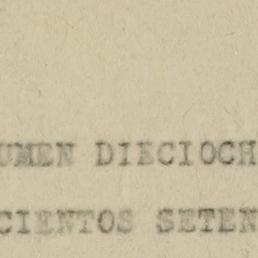 UMEN DIECIOCH
CIENTOS SETEN